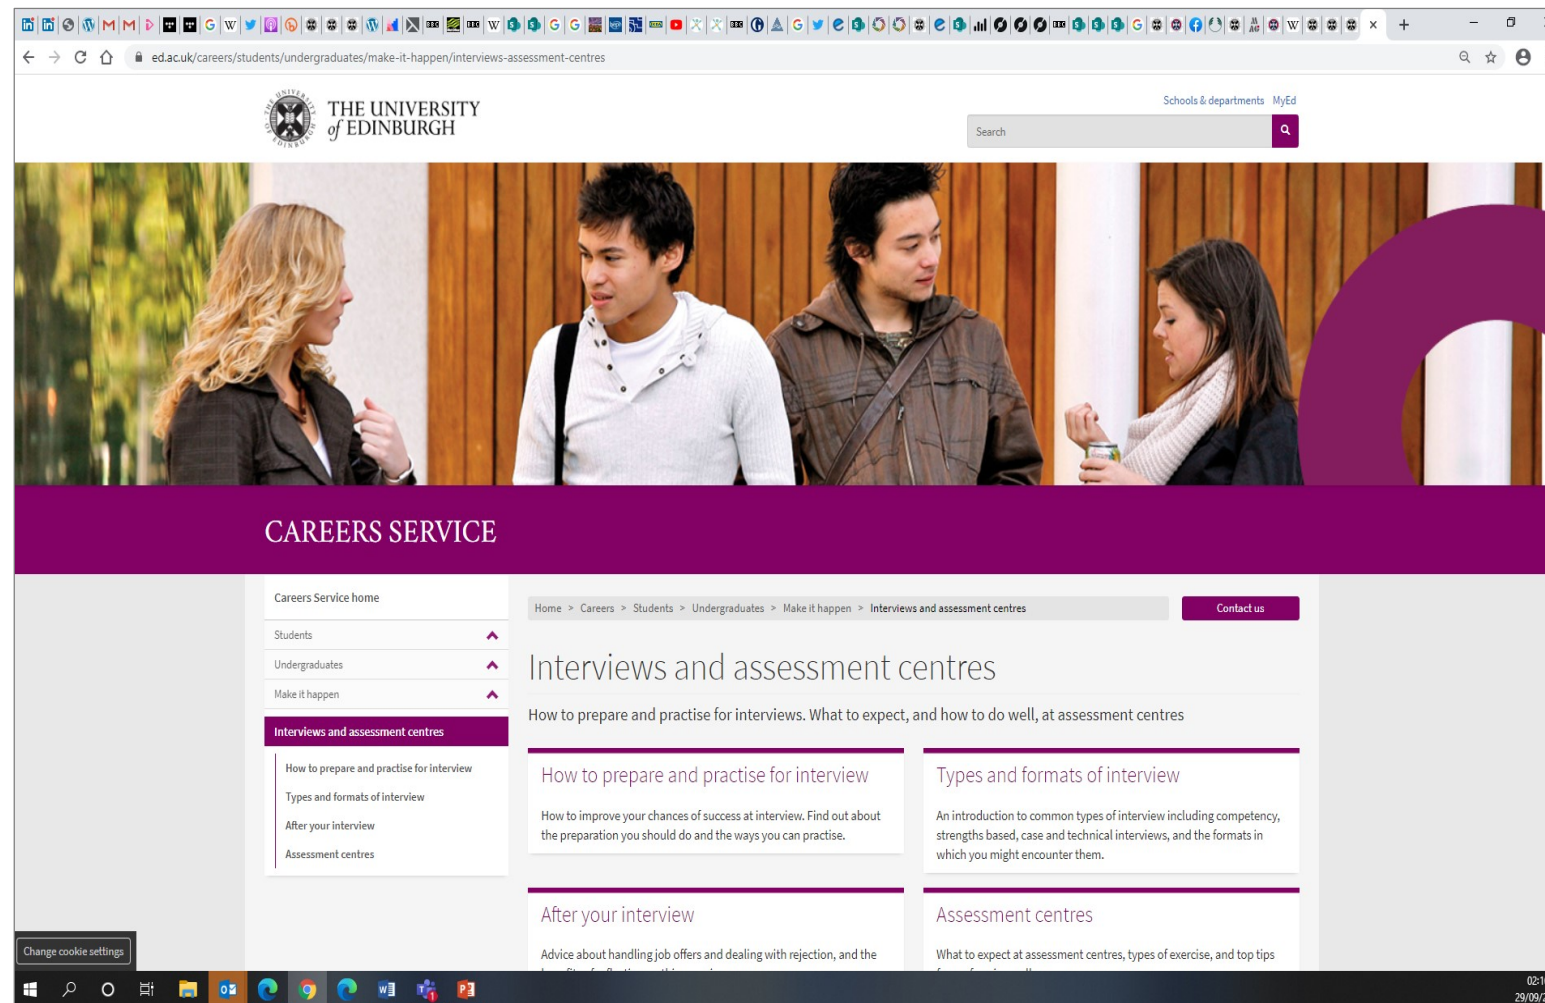 ed.ac.uk/careers/students/undergraduates/make-it-happen/interviews-assessment-centres
THE UNIVERSITY
of EDINBURGH
Schools & departments MyEd
Search
CAREERS SERVICE
Careers Service home
Students
Undergraduates
Make it happen
Interviews and assessment centres
How to prepare and practise for interview
Types and formats of interview
After your interview
Assessment centres
Home > Careers > Students > Undergraduates > Make it happen > Interviews and assessment centres
Contact us
Interviews and assessment centres
How to prepare and practise for interviews. What to expect, and how to do well, at assessment centres
How to prepare and practise for interview
How to improve your chances of success at interview. Find out about
the preparation you should do and the ways you can practise.
Types and formats of interview
An introduction to common types of interview including competency,
strengths based, case and technical interviews, and the formats in
which you might encounter them.
After your interview
Advice about handling job offers and dealing with rejection, and the
Assessment centres
What to expect at assessment centres, types of exercise, and top tips
Change cookie settings
02:1
29/09/